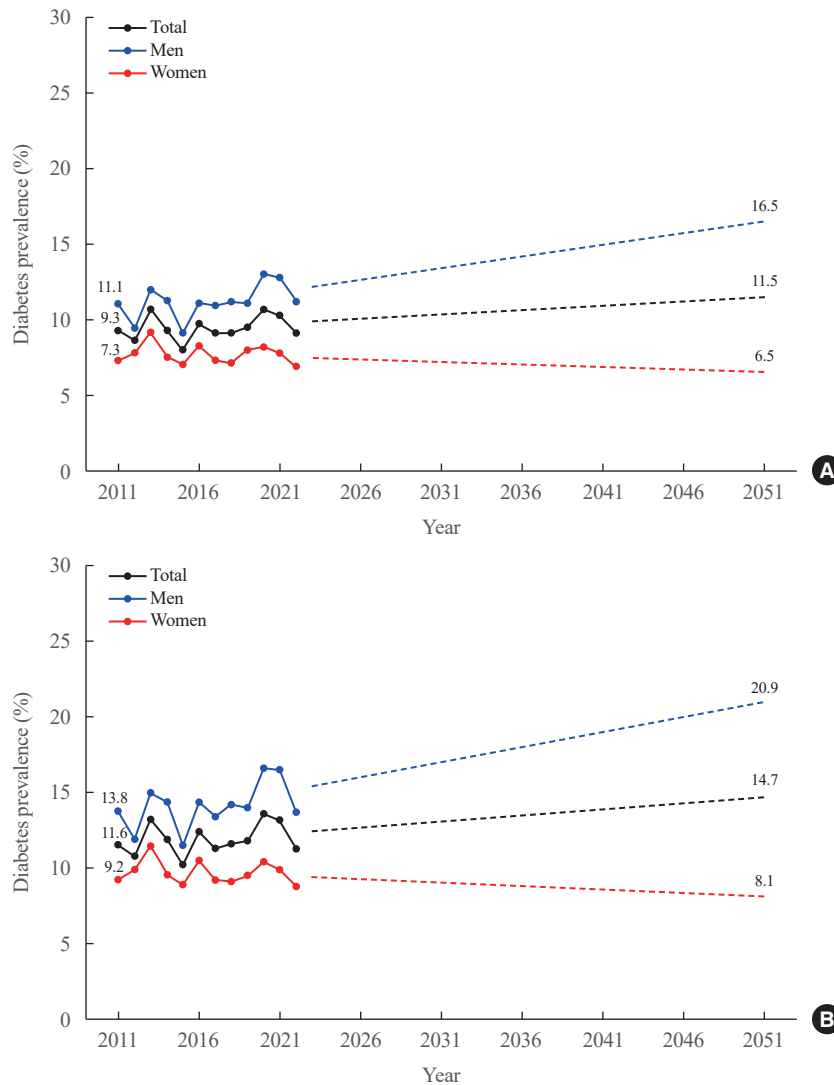 30
25
20
15
10
5
0
Diabetes prevalence (%)
Total
Men
Women
11.1
9.3
7.3
16.5
11.5
6.5
2011 2016 2021 2026 2031 2036 2041 2046 2051
Year
A
30
25
20
15
10
5
0
Diabetes prevalence (%)
Total
Men
Women
13.8
11.6
9.2
20.9
14.7
8.1
2011 2016 2021 2026 2031 2036 2041 2046 2051
Year
B